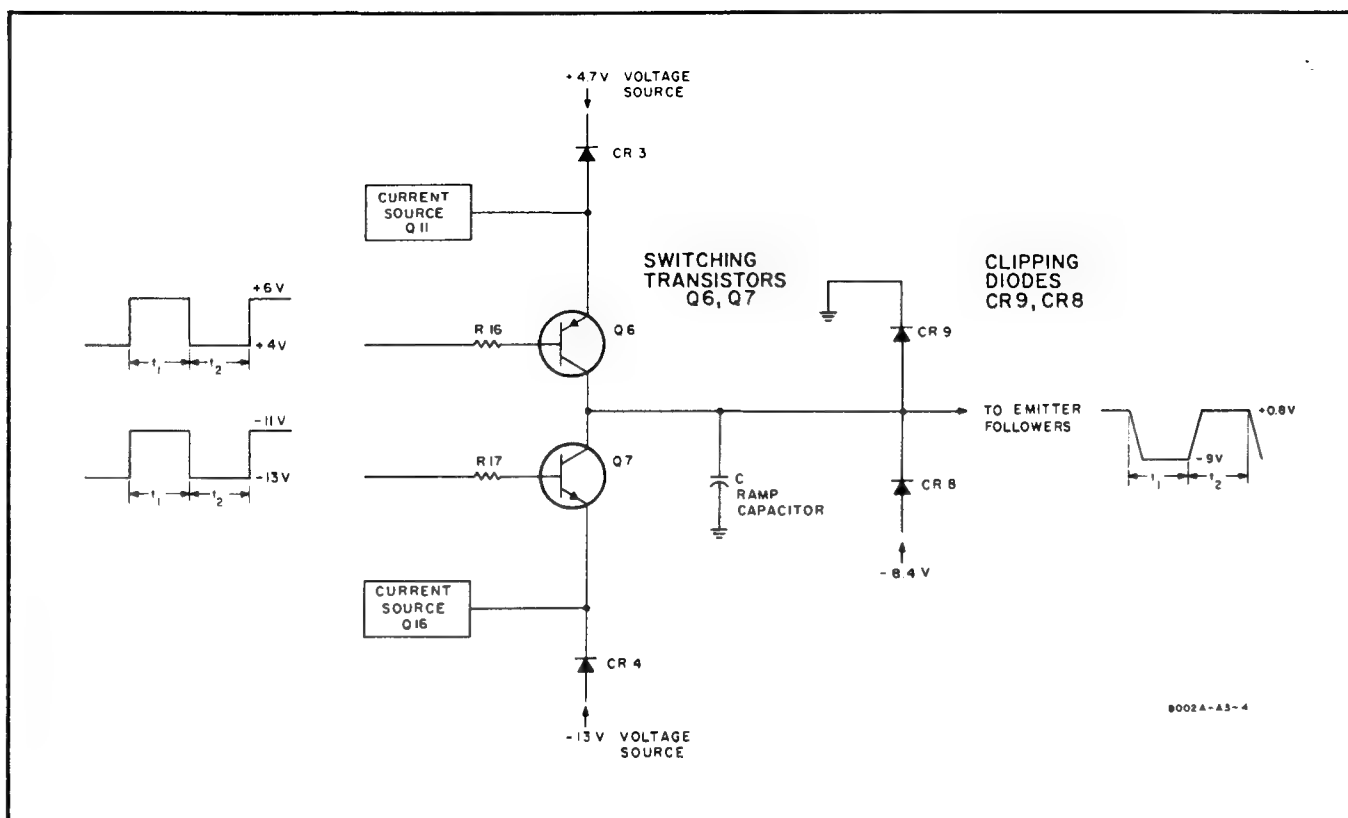 +4.7V VOLTAGE
SOURCE
CR 3
CURRENT
SOURCE
Q11
SWITCHING
TRANSISTORS
Q6, Q7
CLIPPING
DIODES
CR9, CR8
+6V
+4V
t1
t2
R16
Q6
CR 9
-11V
-13V
t1
t2
R17
Q7
TO EMITTER
FOLLOWERS
+0.8V
-9V
t1
t2
C
RAMP
CAPACITOR
CR 8
-8.4V
CURRENT
SOURCE
Q16
CR 4
-13V VOLTAGE
SOURCE
8002A-A3-4